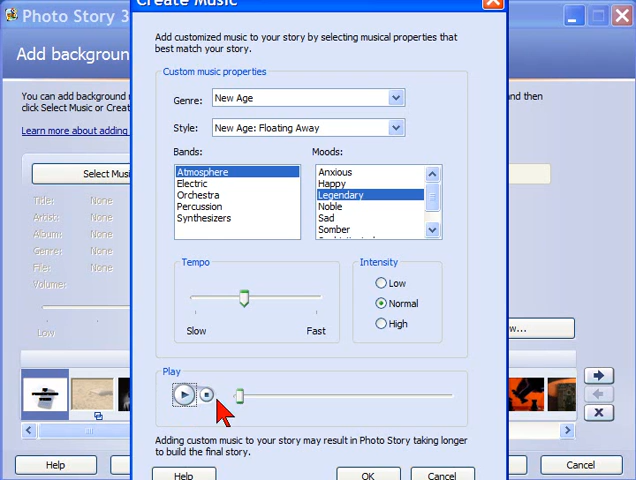 Photo Story 3
Create Music
Add background
You can add background
click Select Music or Crea
and then
Learn more about adding
Select Musi
Title: None
Artist: None
Album: None
Genre: None
File: None
Volume:
Low
Add customized music to your story by selecting musical properties that
best match your story.
Custom music properties
Genre: New Age
Style: New Age: Floating Away
Bands:
Atmosphere
Electric
Orchestra
Percussion
Synthesizers
Moods:
Anxious
Happy
Legendary
Noble
Sad
Somber
Tempo
Slow
Fast
Intensity
Low
Normal
High
Play
Adding custom music to your story may result in Photo Story taking longer
to build the final story.
Help
OK
Cancel
w...
Help
Cancel